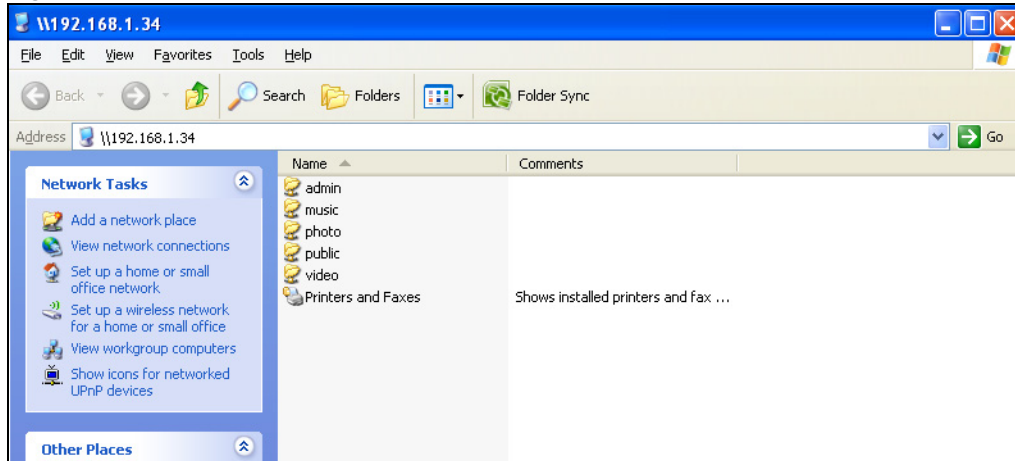 \\192.168.1.34
File Edit View Favorites Tools Help
Back Search Folders Folder Sync
Address \\192.168.1.34 Go
Network Tasks
Add a network place
View network connections
Set up a home or small
office network
Set up a wireless network
for a home or small office
View workgroup computers
Show icons for networked
UPnP devices
Other Places
Name Comments
admin
music
photo
public
video
Printers and Faxes Shows installed printers and fax ...